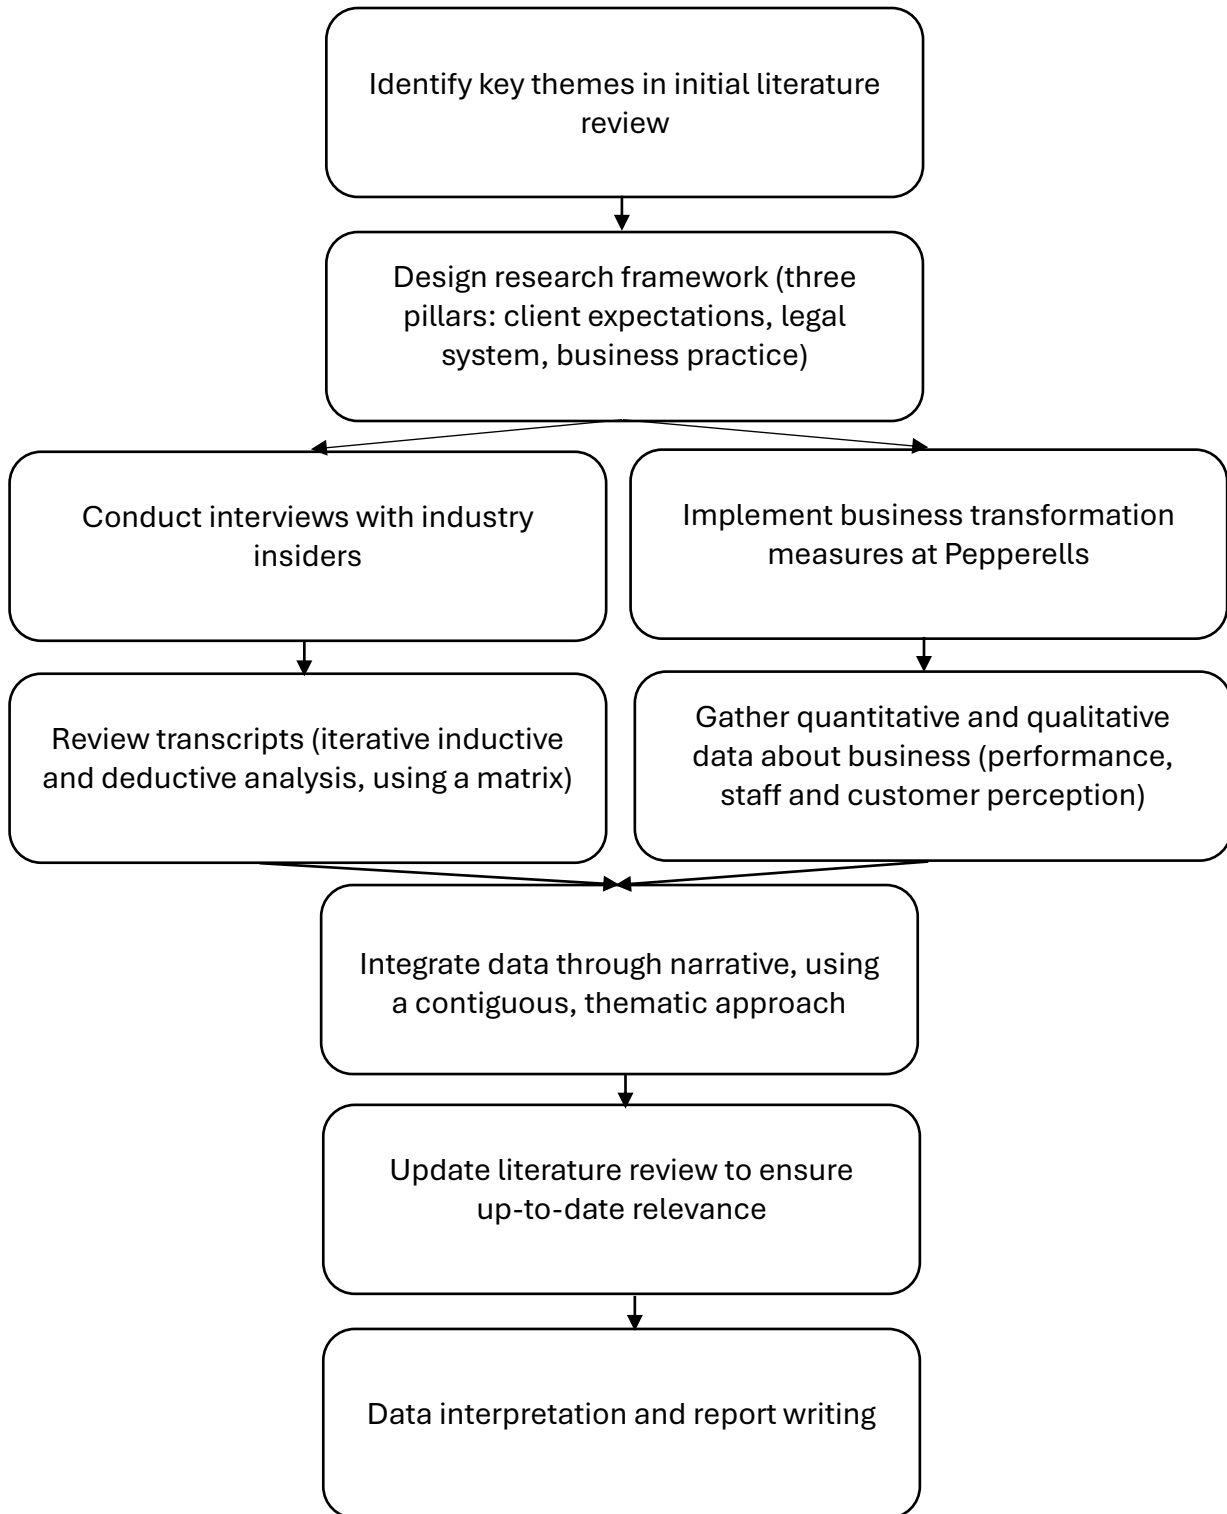 Identify key themes in initial literature
review
Design research framework (three
pillars: client expectations, legal
system, business practice)
Conduct interviews with industry
insiders
Implement business transformation
measures at Pepperells
Review transcripts (iterative inductive
and deductive analysis, using a matrix)
Gather quantitative and qualitative
data about business (performance,
staff and customer perception)
Integrate data through narrative, using
a contiguous, thematic approach
Update literature review to ensure
up-to-date relevance
Data interpretation and report writing